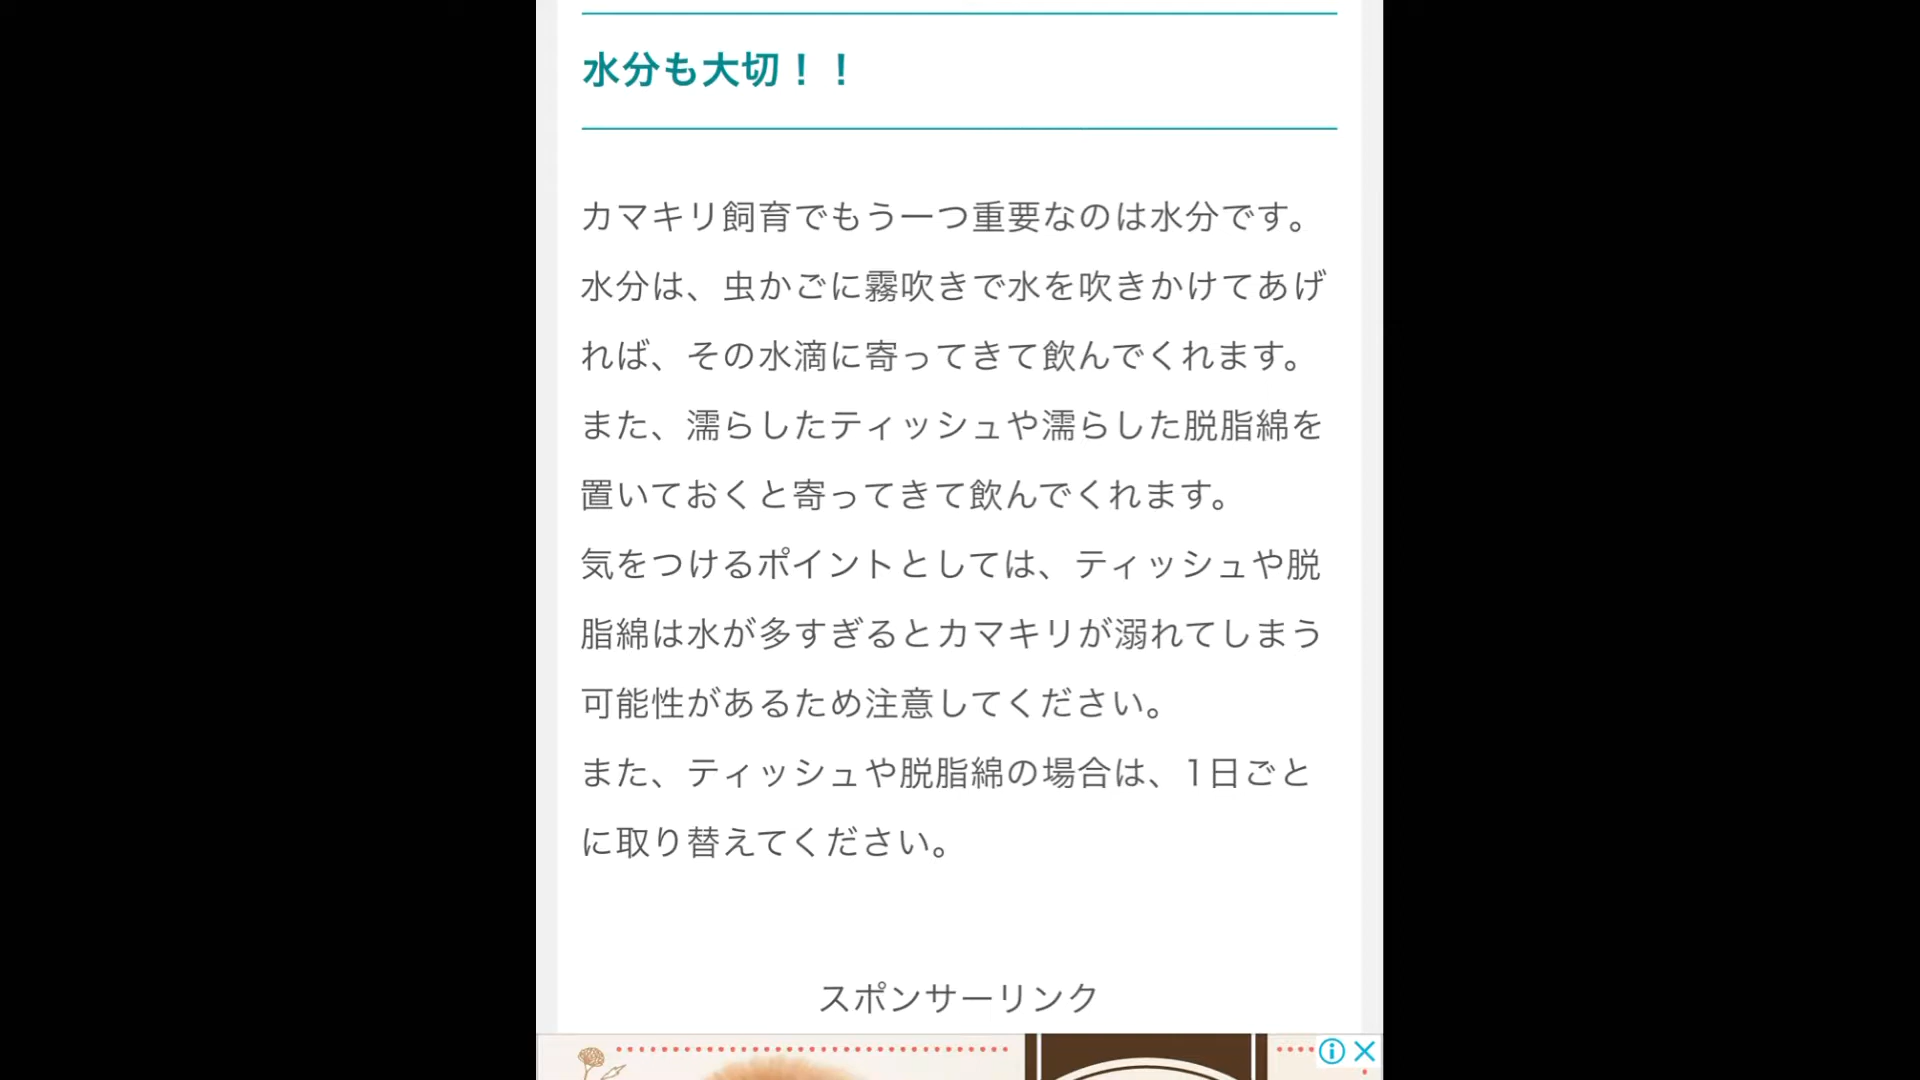 水分も大切！！
カマキリ飼育でもう一つ重要なのは水分です。
水分は、虫かごに霧吹きで水を吹きかけてあげ
れば、その水滴に寄ってきて飲んでくれます。
また、濡らしたティッシュや濡らした脱脂綿を
置いておくと寄ってきて飲んでくれます。
気をつけるポイントとしては、ティッシュや脱
脂綿は水が多すぎるとカマキリが溺れてしまう
可能性があるため注意してください。
また、ティッシュや脱脂綿の場合は、1日ごと
に取り替えてください。
スポンサーリンク